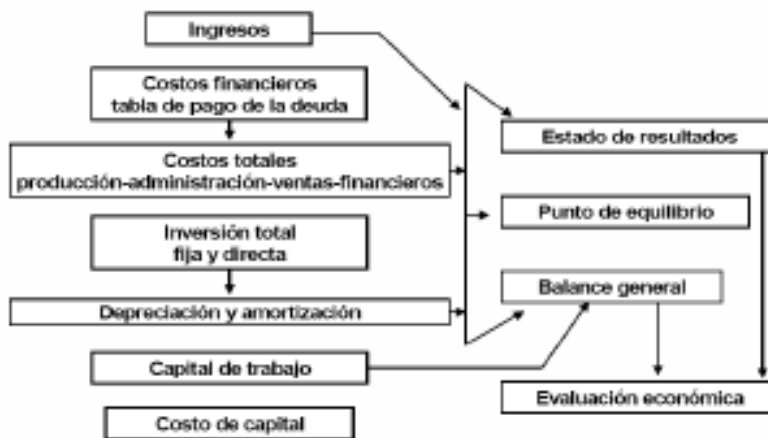 Ingresos
Costos financieros
tabla de pago de la deuda
Costos totales
producción-administración-ventas-financieros
Inversión total
fija y directa
Depreciación y amortización
Capital de trabajo
Costo de capital
Estado de resultados
Punto de equilibrio
Balance general
Evaluación económica